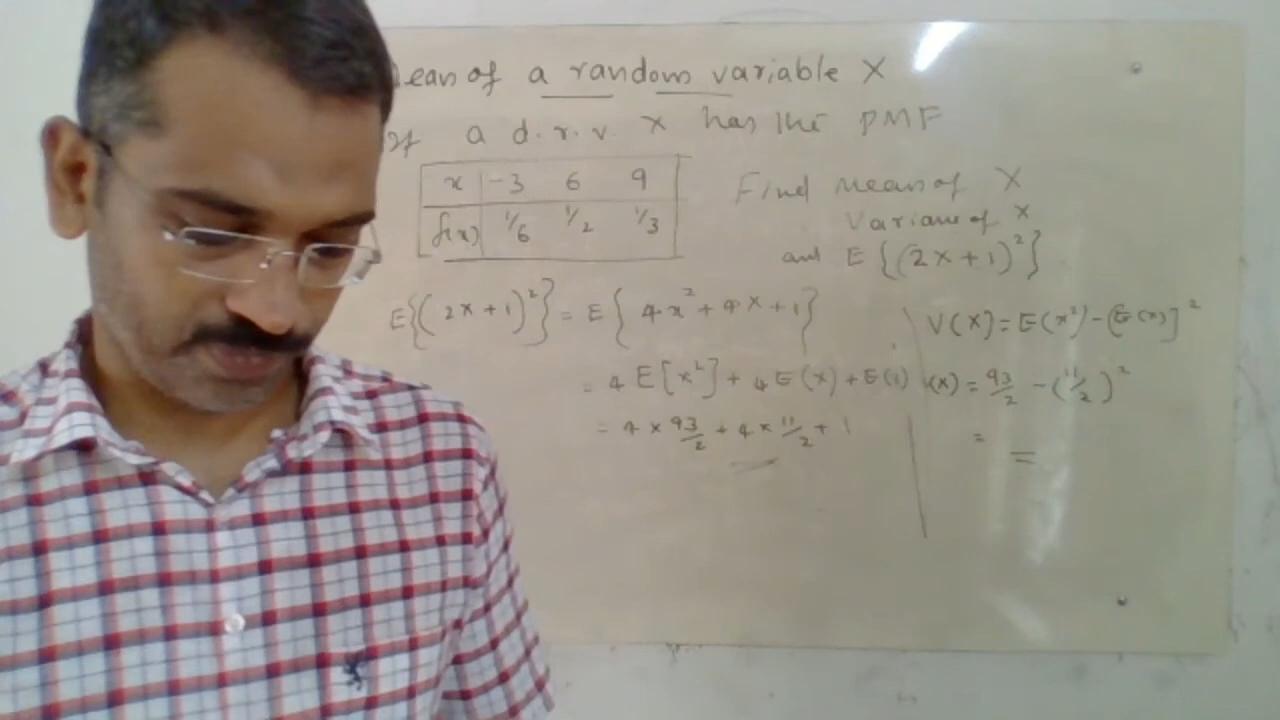 ean of a random variable X
If a d.r.v. X has the PMF
x -3 6 9
f(x) 1/6 1/2 1/3
Find Mean of X
Variance of X
and E {(2X+1)²}
E{(2X+1)²} = E{4x²+4X+1}
= 4 E[x²] + 4E(x) + E(1)
= 4 × 93/2 + 4 × 11/2 + 1
V(X) = E(x²) - [E(x)]²
(x) = 93/2 - (11/2)²
=